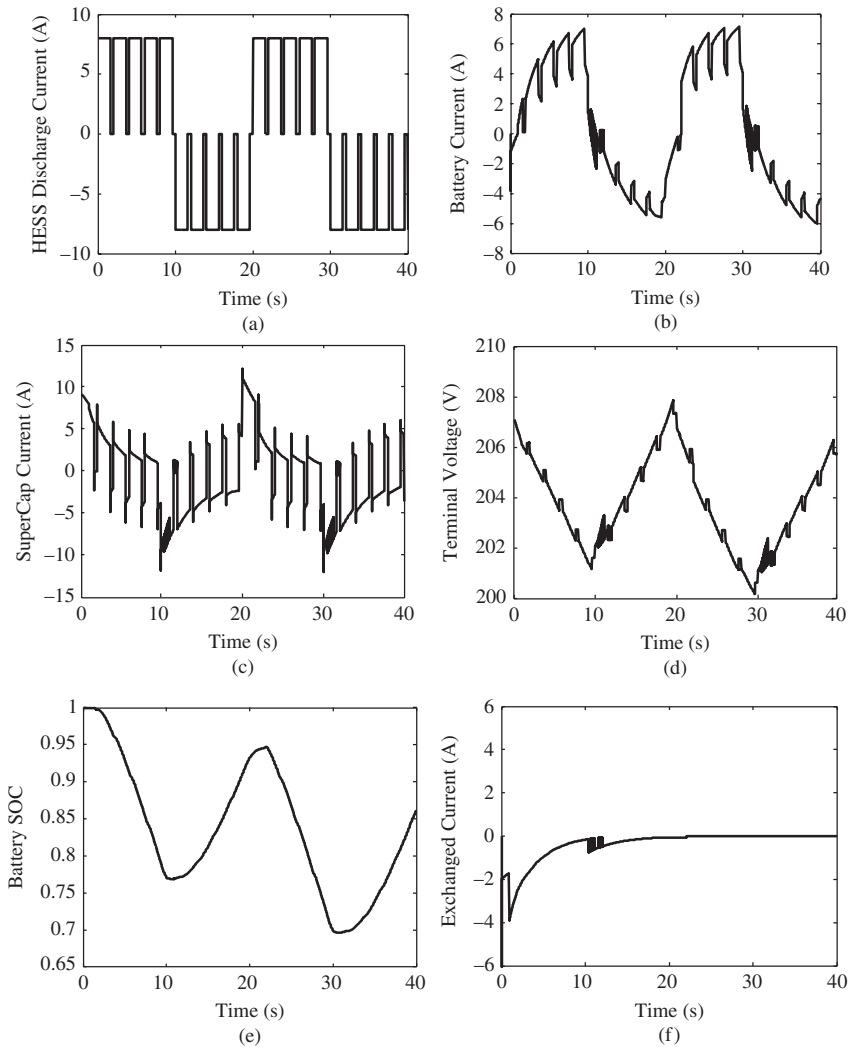 10
5
0
−5
−10
HESS Discharge Current (A)
0 10 20 30 40
Time (s)
(a)
8
6
4
2
0
−2
−4
−6
−8
Battery Current (A)
0 10 20 30 40
Time (s)
(b)
15
10
5
0
−5
−10
−15
SuperCap Current (A)
0 10 20 30 40
Time (s)
(c)
210
208
206
204
202
200
Terminal Voltage (V)
0 10 20 30 40
Time (s)
(d)
1
0.95
0.9
0.85
0.8
0.75
0.7
0.65
Battery SOC
0 10 20 30 40
Time (s)
(e)
6
4
2
0
−2
−4
−6
Exchanged Current (A)
0 10 20 30 40
Time (s)
(f)